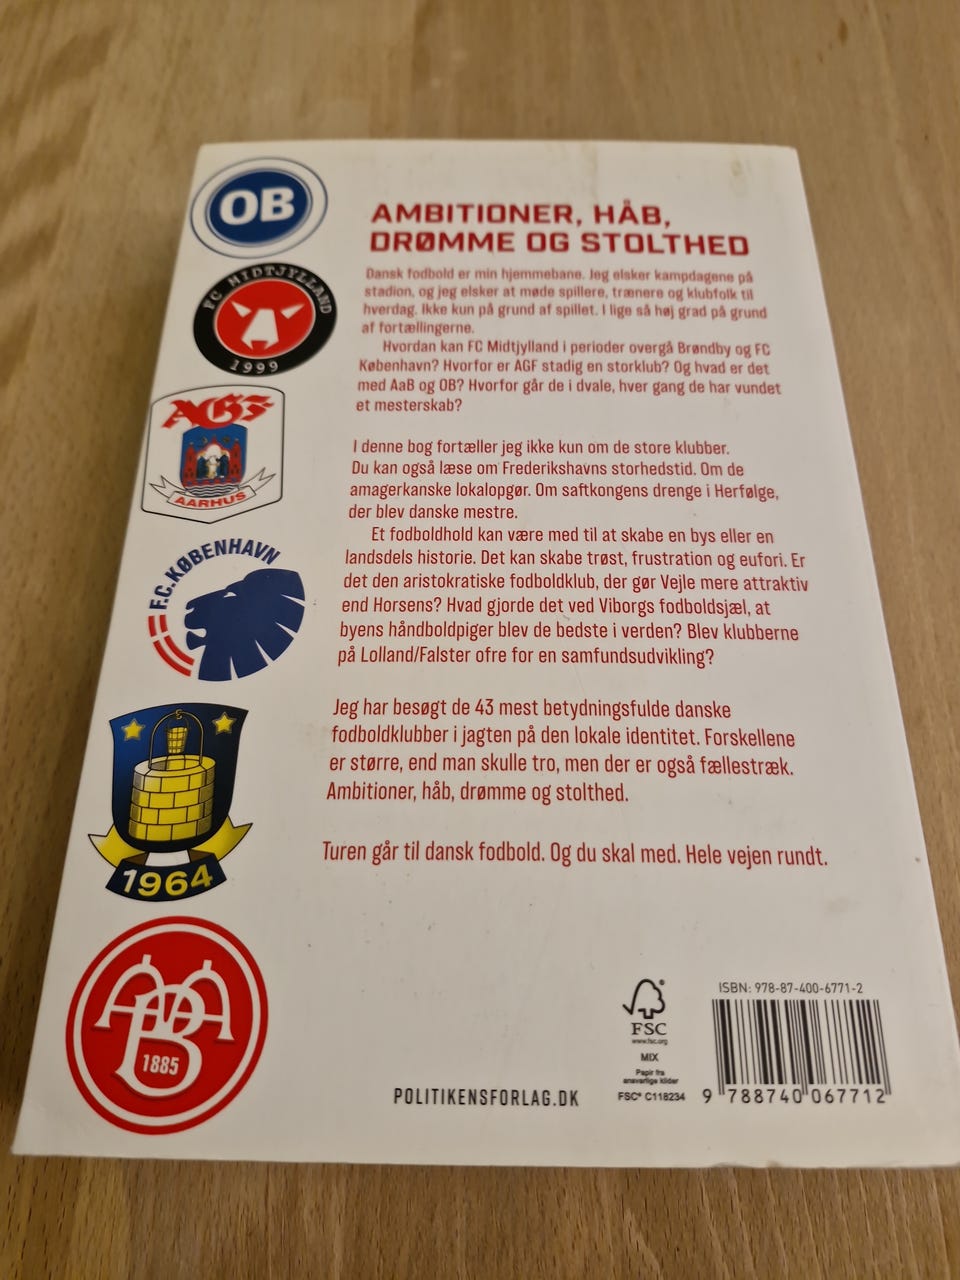 OB
FC MIDTJYLLAND
1999
AGF
AARHUS
F.C. KØBENHAVN
1964
AAB
1885
AMBITIONER, HÅB,
DRØMME OG STOLTHED
Dansk fodbold er min hjemmebane. Jeg elsker kampdagene på
stadion, og jeg elsker at møde spillere, trænere og klubfolk til
hverdag. Ikke kun på grund af spillet. I lige så høj grad på grund
af fortællingerne.
Hvordan kan FC Midtjylland i perioder overgå Brøndby og FC
København? Hvorfor er AGF stadig en storklub? Og hvad er det
med AaB og OB? Hvorfor går de i dvale, hver gang de har vundet
et mesterskab?
I denne bog fortæller jeg ikke kun om de store klubber.
Du kan også læse om Frederikshavns storhedstid. Om de
amagerkanske lokalopgør. Om saftkongens drenge i Herfølge,
der blev danske mestre.
Et fodboldhold kan være med til at skabe en bys eller en
landsdels historie. Det kan skabe trøst, frustration og eufori. Er
det den aristokratiske fodboldklub, der gør Vejle mere attraktiv
end Horsens? Hvad gjorde det ved Viborgs fodboldsjæl, at
byens håndboldpiger blev de bedste i verden? Blev klubberne
på Lolland/Falster ofre for en samfundsudvikling?
Jeg har besøgt de 43 mest betydningsfulde danske
fodboldklubber i jagten på den lokale identitet. Forskellene
er større, end man skulle tro, men der er også fællestræk.
Ambitioner, håb, drømme og stolthed.
Turen går til dansk fodbold. Og du skal med. Hele vejen rundt.
POLITIKENSFORLAG.DK
FSC
www.fsc.org
MIX
Papir fra
ansvarlige kilder
FSC® C118234
ISBN: 978-87-400-6771-2
9 788740 067712